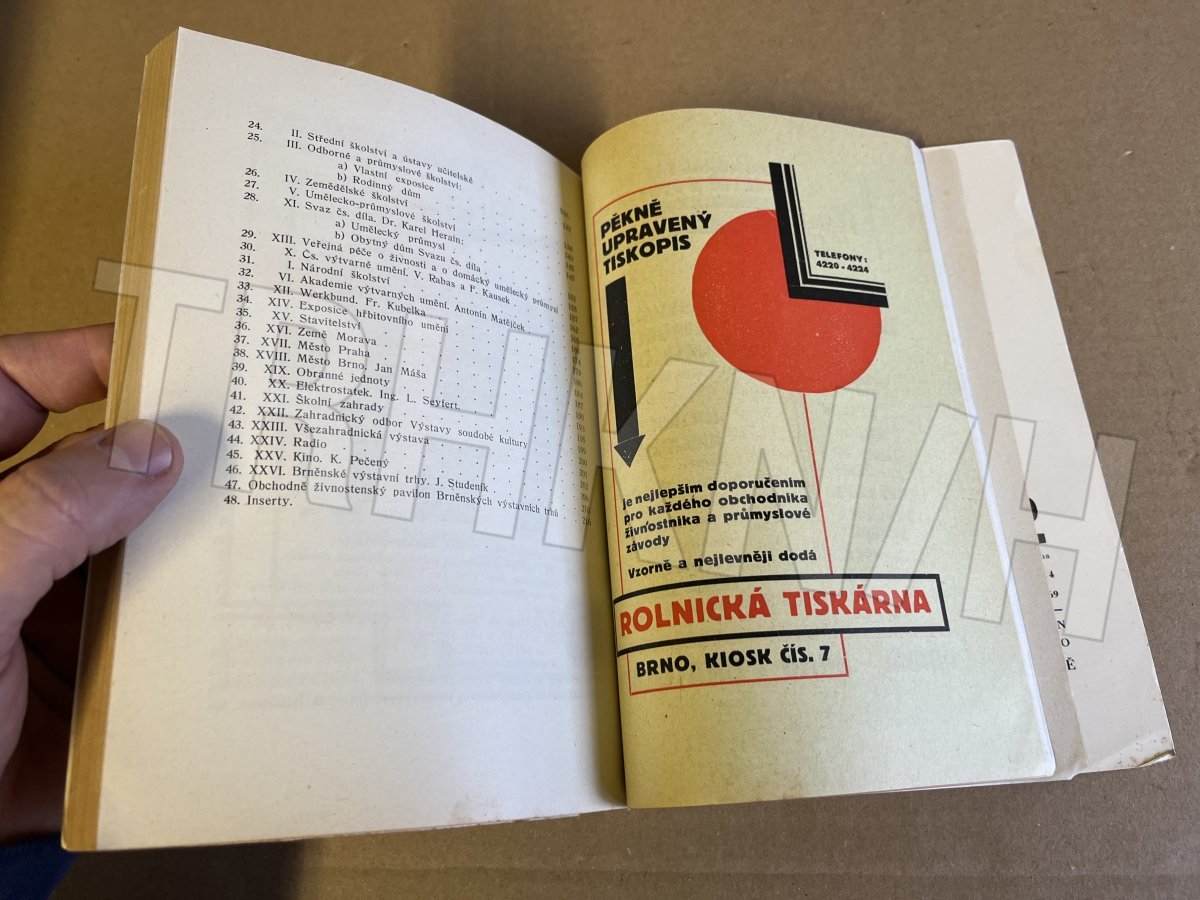 24. II. Střední školství a ústavy učitelské
25. III. Odborné a průmyslové školství:
a) Vlastní exposice
b) Rodinný dům
26. IV. Zemědělské školství
27. V. Umělecko-průmyslové školství
28. XI. Svaz čs. díla. Dr. Karel Herain:
a) Umělecký průmysl
b) Obytný dům Svazu čs. díla
29. XIII. Veřejná péče o živnosti a o domácký umělecký průmysl
30. X. Čs. výtvarné umění. V. Rabas a F. Kausek
31. I. Národní školství
32. VI. Akademie výtvarných umění. Antonín Matějček
33. XII. Werkbund. Fr. Kubelka
34. XIV. Exposice hřbitovního umění
35. XV. Stavitelství
36. XVI. Země Morava
37. XVII. Město Praha
38. XVIII. Město Brno. Jan Máša
39. XIX. Obranné jednoty
40. XX. Elektrostatek. Ing. L. Seyfert.
41. XXI. Školní zahrady
42. XXII. Zahradnický odbor Výstavy soudobé kultury
43. XXIII. Všezahradnická výstava
44. XXIV. Radio
45. XXV. Kino. K. Pečený
46. XXVI. Brněnské výstavní trhy. J. Studeník
47. Obchodně živnostenský pavilon Brněnských výstavních trhů
48. Inserty.
PĚKNĚ
UPRAVENÝ
TISKOPIS
TELEFONY:
4220-4224
je nejlepším doporučením
pro každého obchodníka
živnostníka a průmyslové
závody
Vzorně a nejlevněji dodá
ROLNICKÁ TISKÁRNA
BRNO, KIOSK ČÍS. 7
TRHKNIH